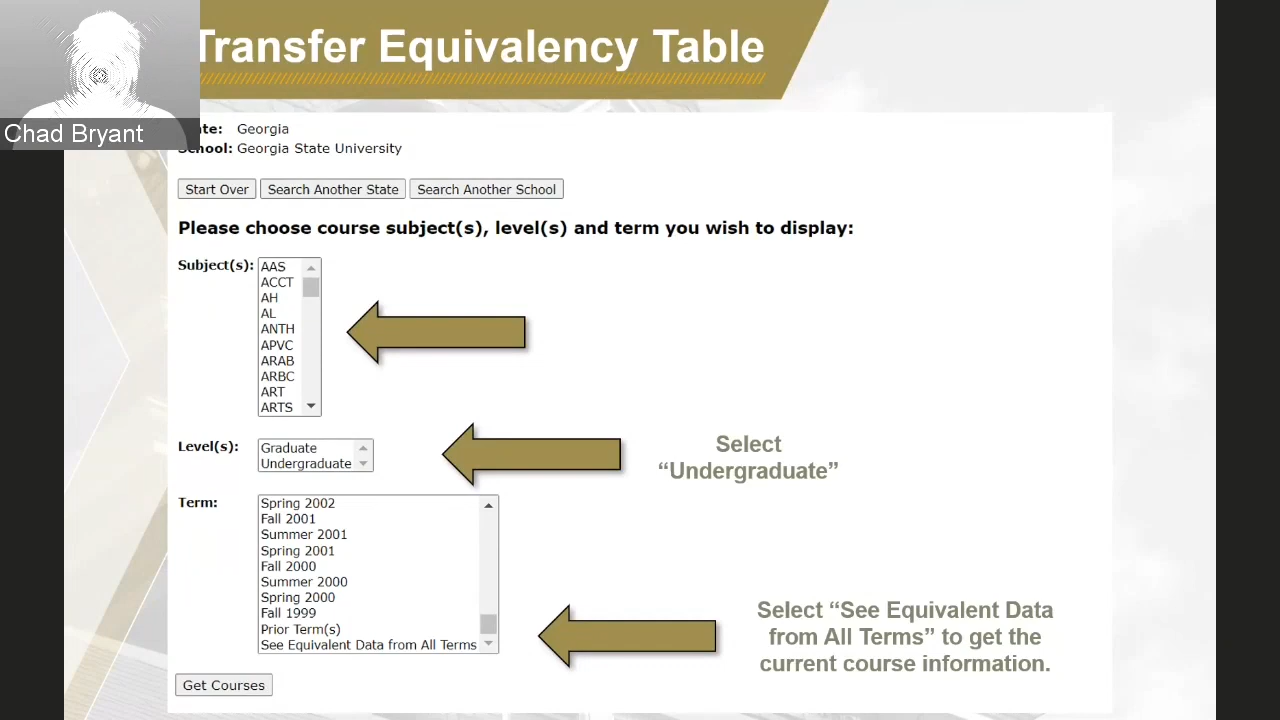 Transfer Equivalency Table
Chad Bryant
Georgia
School: Georgia State University
Start Over Search Another State Search Another School
Please choose course subject(s), level(s) and term you wish to display:
Subject(s):
AAS
ACCT
AH
AL
ANTH
APVC
ARAB
ARBC
ART
ARTS
Level(s):
Graduate
Undergraduate
Select
“Undergraduate”
Term:
Spring 2002
Fall 2001
Summer 2001
Spring 2001
Fall 2000
Summer 2000
Spring 2000
Fall 1999
Prior Term(s)
See Equivalent Data from All Terms
Select “See Equivalent Data
from All Terms” to get the
current course information.
Get Courses